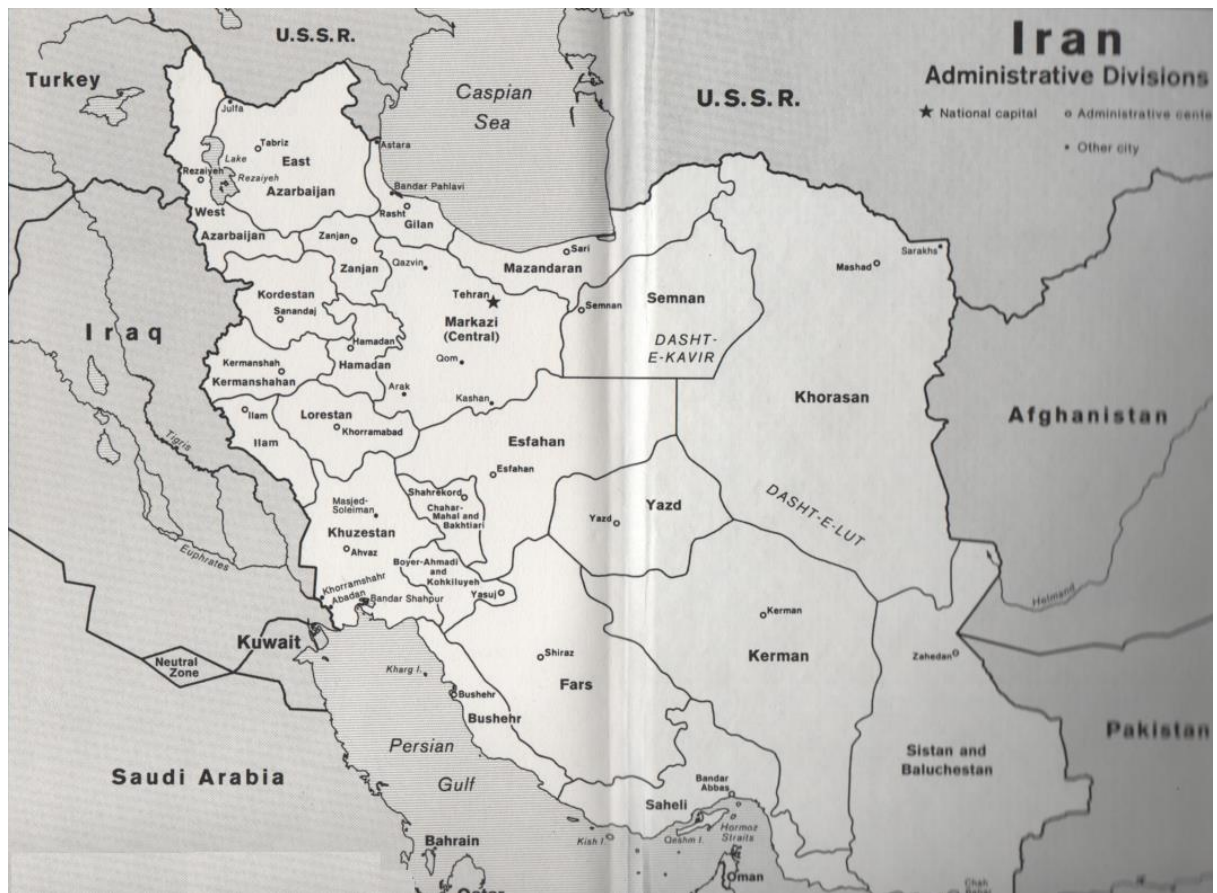 Iran
Administrative Divisions
★ National capital
Administrative cente
• Other city
U.S.S.R.
Turkey
Julfa
Caspian
Sea
U.S.S.R.
Tabriz
Astara
Lake
Rezaiyeh
East
Azarbaijan
Rezaiyeh
West
Azarbaijan
Bandar Pahlavi
Rasht
Gilan
Sari
Mazandaran
Zanjan
Zanjan
Qazvin
Sarakhs
Mashad
Kordestan
Sanandaj
Tehran
Markazi
(Central)
Semnan
Semnan
DASHT-
E-KAVIR
Iraq
Hamadan
Hamadan
Kermanshah
Kermanshahan
Qom
Arak
Kashan
Khorasan
Afghanistan
Ilam
Ilam
Lorestan
Khorramabad
Tigris
Esfahan
Esfahan
Masjed-
Soleiman
Khuzestan
Ahvaz
Shahrekord
Chahar-
Mahal and
Bakhtiari
Yazd
Yazd
DASHT-E-LUT
Euphrates
Boyer-Ahmadi
and
Kohkiluyeh
Yasuj
Khorramshahr
Abadan
Bandar Shahpur
Helmand
Kuwait
Neutral
Zone
Kharg I.
Shiraz
Fars
Kerman
Kerman
Zahedan
Bushehr
Bushehr
Persian
Gulf
Saudi Arabia
Pakistan
Sistan and
Baluchestan
Bandar
Abbas
Saheli
Kish I.
Qeshm I.
Hormoz
Straits
Bahrain
Qatar
Oman
Chah